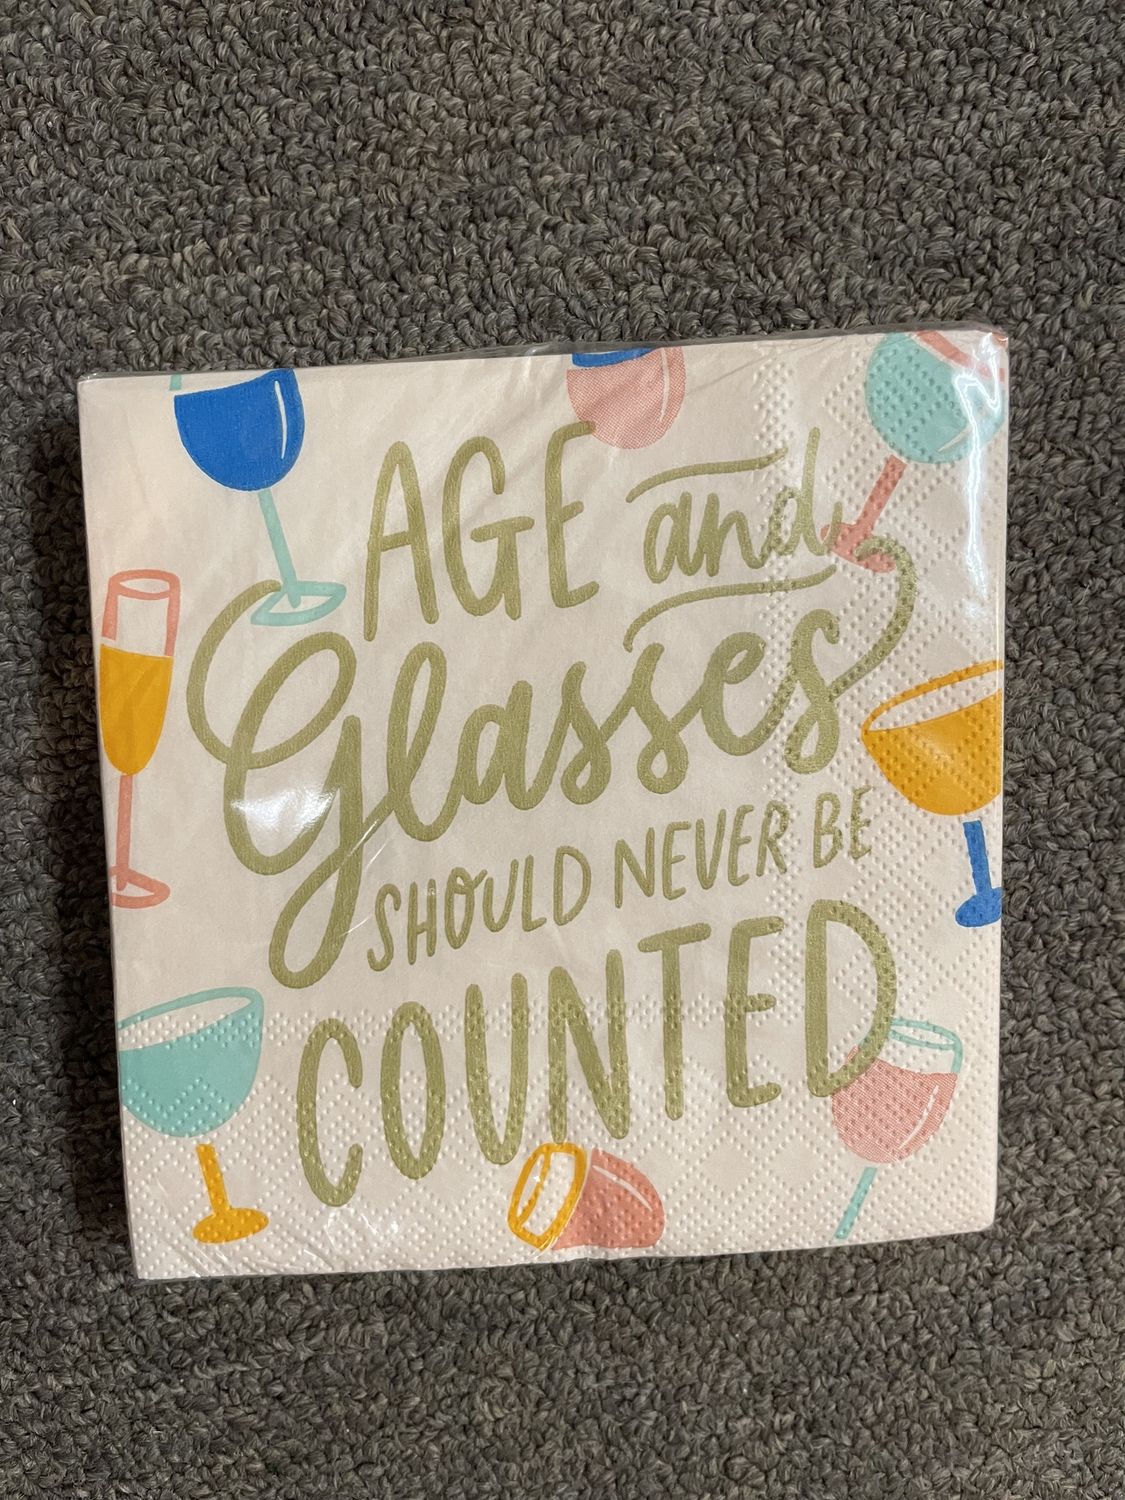 AGE and
Glasses
SHOULD NEVER BE
COUNTED